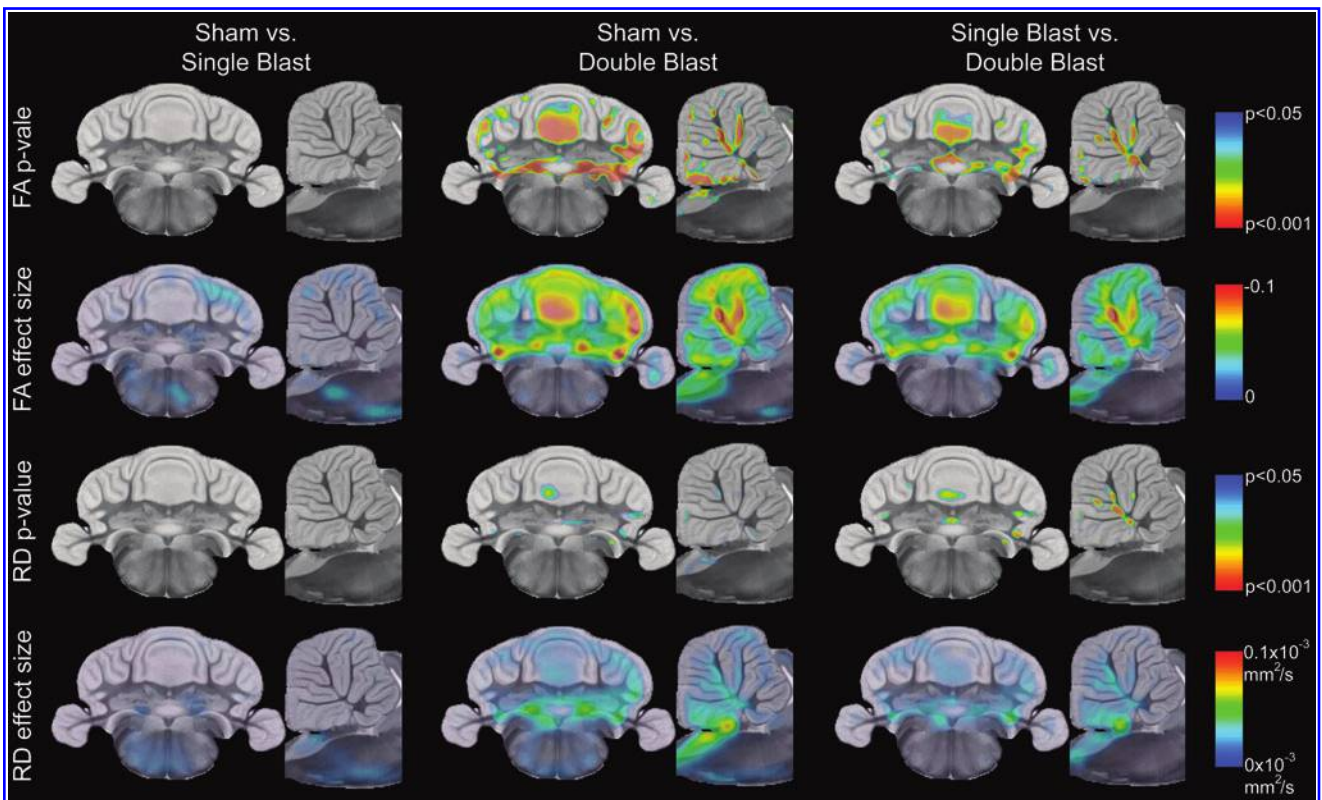 Sham vs.
Single Blast
Sham vs.
Double Blast
Single Blast vs.
Double Blast
FA p-vale
p<0.05
p<0.001
FA effect size
-0.1
0
RD p-value
p<0.05
p<0.001
RD effect size
0.1x10⁻³
mm²/s
0x10⁻³
mm²/s